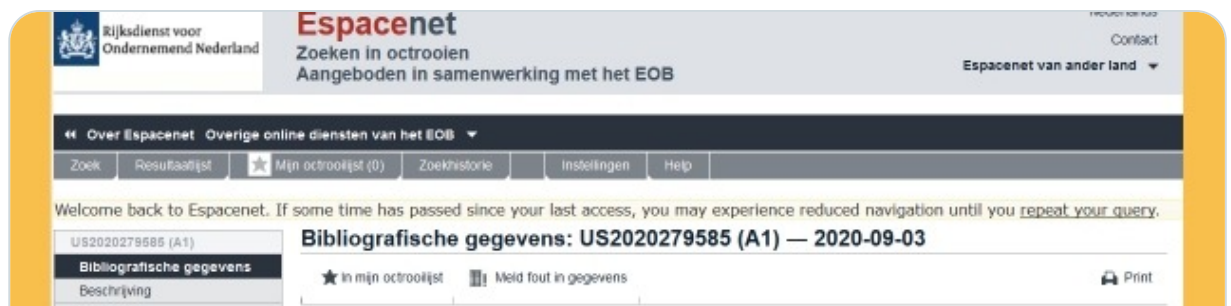 Rijksdienst voor
Ondernemend Nederland
Espacenet
Zoeken in octrooien
Aangeboden in samenwerking met het EOB
Nederlands
Contact
Espacenet van ander land
Over Espacenet Overige online diensten van het EOB
Zoek Resultaatlijst Mijn octrooilijst (0) Zoekhistorie Instellingen Help
Welcome back to Espacenet. If some time has passed since your last access, you may experience reduced navigation until you repeat your query.
US2020279585 (A1)
Bibliografische gegevens
Beschrijving
Bibliografische gegevens: US2020279585 (A1) — 2020-09-03
In mijn octrooilijst Meld fout in gegevens Print